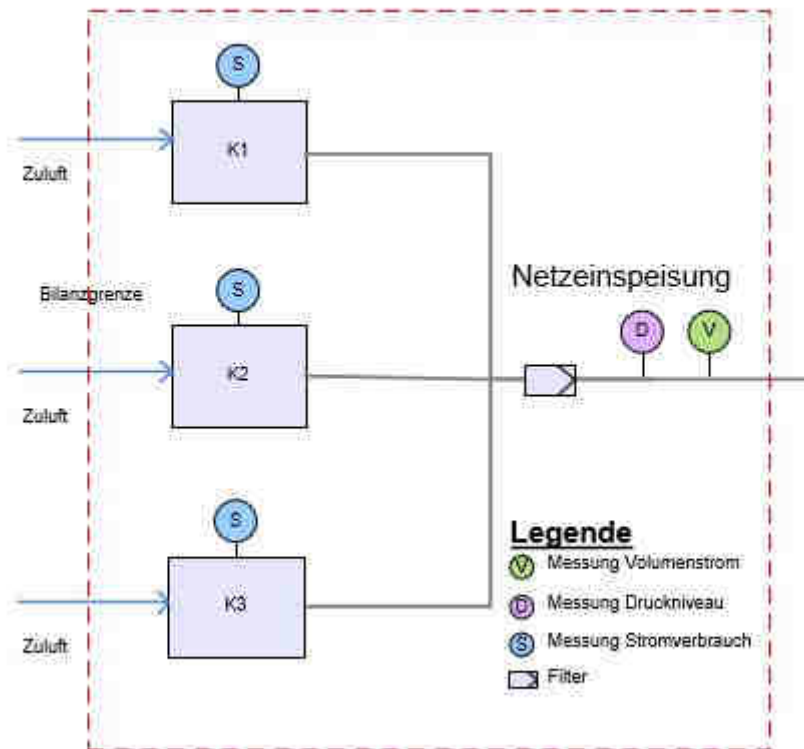 S
K1
Zuluft
Netzeinspeisung
S
Bilanzgrenze
D
V
K2
Zuluft
S
Legende
V Messung Volumenstrom
K3
D Messung Druckniveau
S Messung Stromverbrauch
Zuluft
Filter